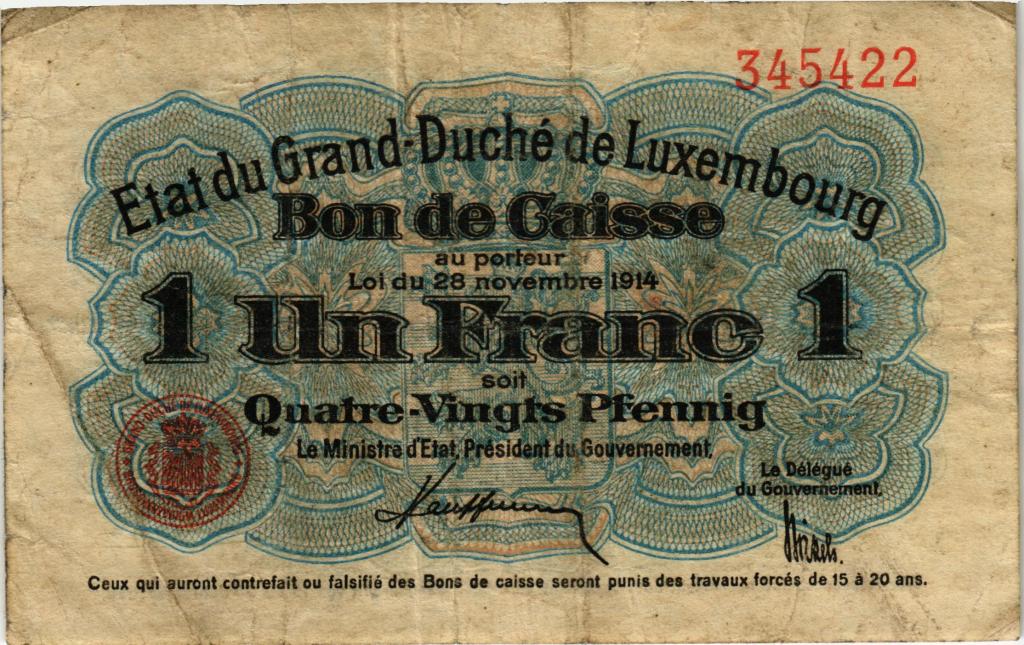 345422
Etat du Grand-Duché de Luxembourg
Bon de Caisse
au porteur
Loi du 28 novembre 1914
1 Un Franc 1
soit
Quatre-Vingts Pfennig
Le Ministre d'Etat, Président du Gouvernement,
Le Délégué
du Gouvernement,
Kauffman
Ceux qui auront contrefait ou falsifié des Bons de caisse seront punis des travaux forcés de 15 à 20 ans.